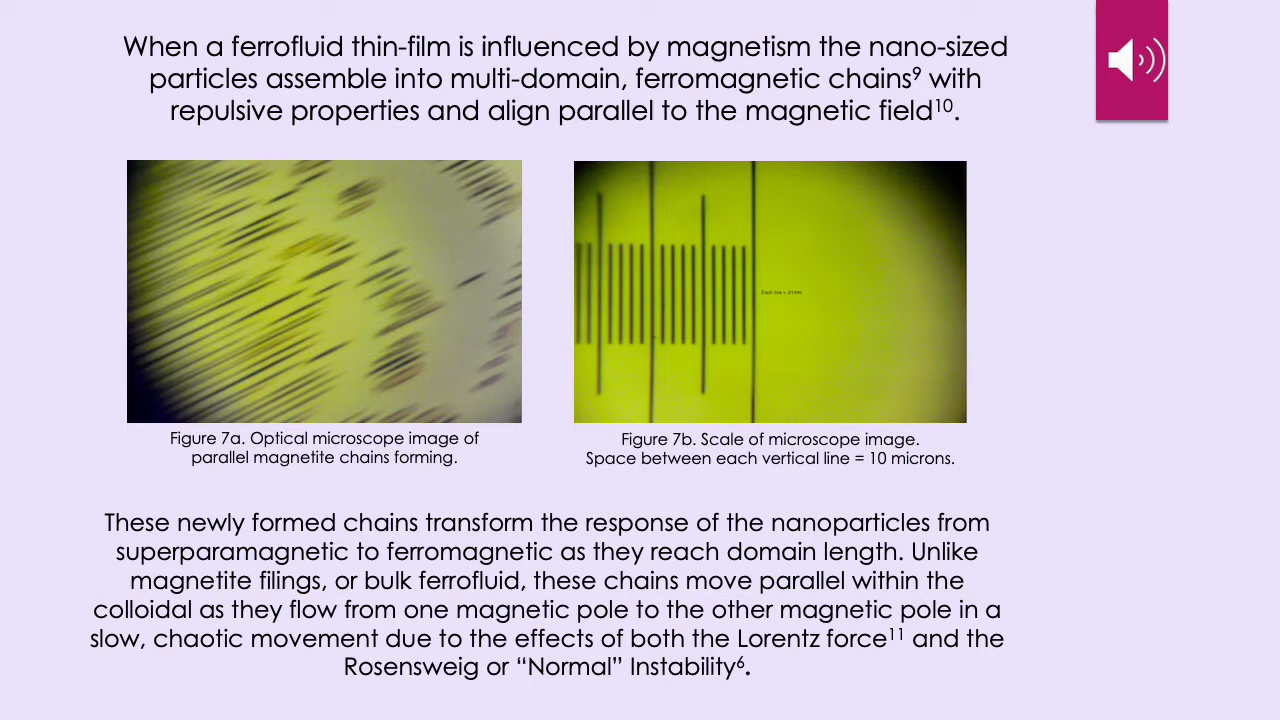 When a ferrofluid thin-film is influenced by magnetism the nano-sized
particles assemble into multi-domain, ferromagnetic chains⁹ with
repulsive properties and align parallel to the magnetic field¹⁰.
Each line = .01mm
Figure 7a. Optical microscope image of
parallel magnetite chains forming.
Figure 7b. Scale of microscope image.
Space between each vertical line = 10 microns.
These newly formed chains transform the response of the nanoparticles from
superparamagnetic to ferromagnetic as they reach domain length. Unlike
magnetite filings, or bulk ferrofluid, these chains move parallel within the
colloidal as they flow from one magnetic pole to the other magnetic pole in a
slow, chaotic movement due to the effects of both the Lorentz force¹¹ and the
Rosensweig or “Normal” Instability⁶.